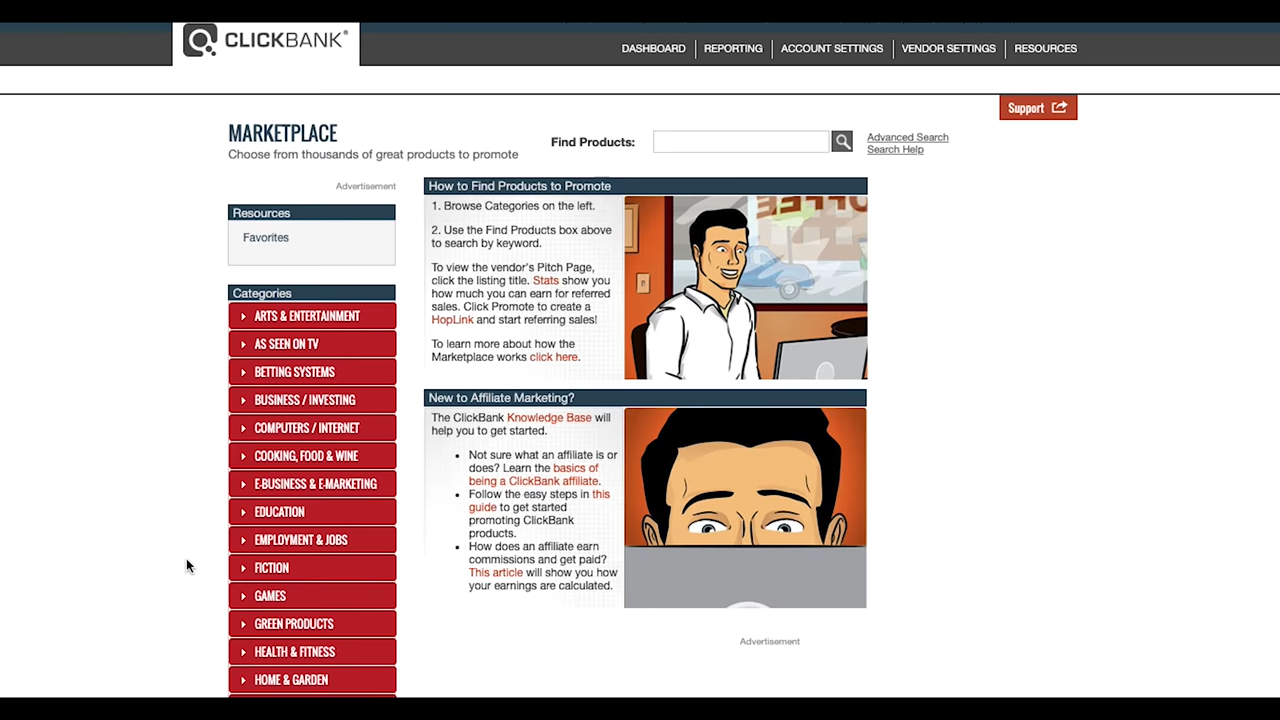 CLICKBANK®
DASHBOARD
REPORTING
ACCOUNT SETTINGS
VENDOR SETTINGS
RESOURCES
Support
MARKETPLACE
Choose from thousands of great products to promote
Find Products:
Advanced Search
Search Help
Advertisement
Resources
Favorites
Categories
ARTS & ENTERTAINMENT
AS SEEN ON TV
BETTING SYSTEMS
BUSINESS / INVESTING
COMPUTERS / INTERNET
COOKING, FOOD & WINE
E-BUSINESS & E-MARKETING
EDUCATION
EMPLOYMENT & JOBS
FICTION
GAMES
GREEN PRODUCTS
HEALTH & FITNESS
HOME & GARDEN
How to Find Products to Promote
1. Browse Categories on the left.
2. Use the Find Products box above
to search by keyword.
To view the vendor's Pitch Page,
click the listing title. Stats show you
how much you can earn for referred
sales. Click Promote to create a
HopLink and start referring sales!
To learn more about how the
Marketplace works click here.
COFFEE
New to Affiliate Marketing?
The ClickBank Knowledge Base will
help you to get started.
• Not sure what an affiliate is or
does? Learn the basics of
being a ClickBank affiliate.
• Follow the easy steps in this
guide to get started
promoting ClickBank
products.
• How does an affiliate earn
commissions and get paid?
This article will show you how
your earnings are calculated.
Advertisement